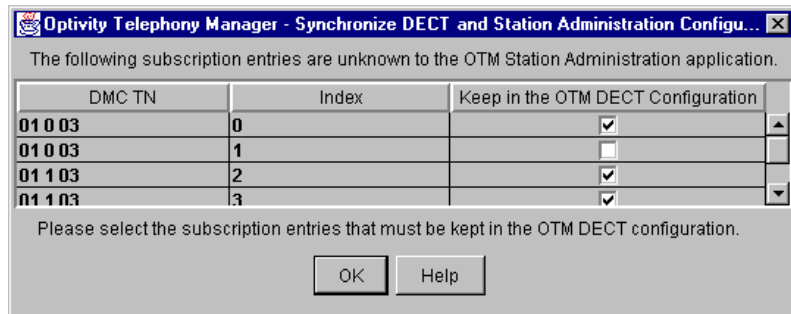 Optivity Telephony Manager - Synchronize DECT and Station Administration Configu...
The following subscription entries are unknown to the OTM Station Administration application.
DMC TN Index Keep in the OTM DECT Configuration
01 0 03 0
01 0 03 1
01 1 03 2
01 1 03 3
Please select the subscription entries that must be kept in the OTM DECT configuration.
OK Help